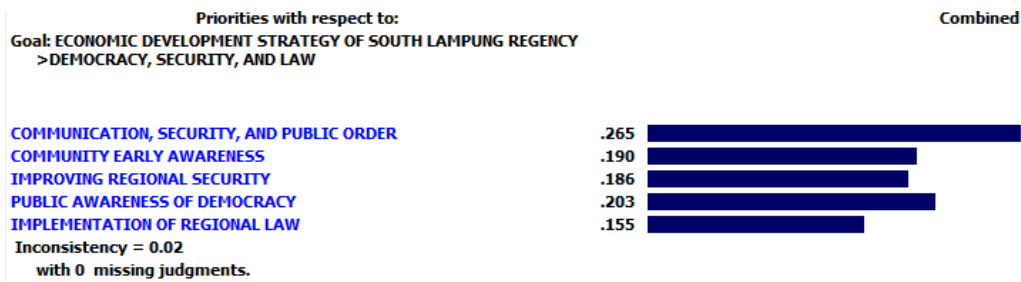 Priorities with respect to: Combined
Goal: ECONOMIC DEVELOPMENT STRATEGY OF SOUTH LAMPUNG REGENCY
>DEMOCRACY, SECURITY, AND LAW
COMMUNICATION, SECURITY, AND PUBLIC ORDER .265
COMMUNITY EARLY AWARENESS .190
IMPROVING REGIONAL SECURITY .186
PUBLIC AWARENESS OF DEMOCRACY .203
IMPLEMENTATION OF REGIONAL LAW .155
Inconsistency = 0.02
with 0 missing judgments.